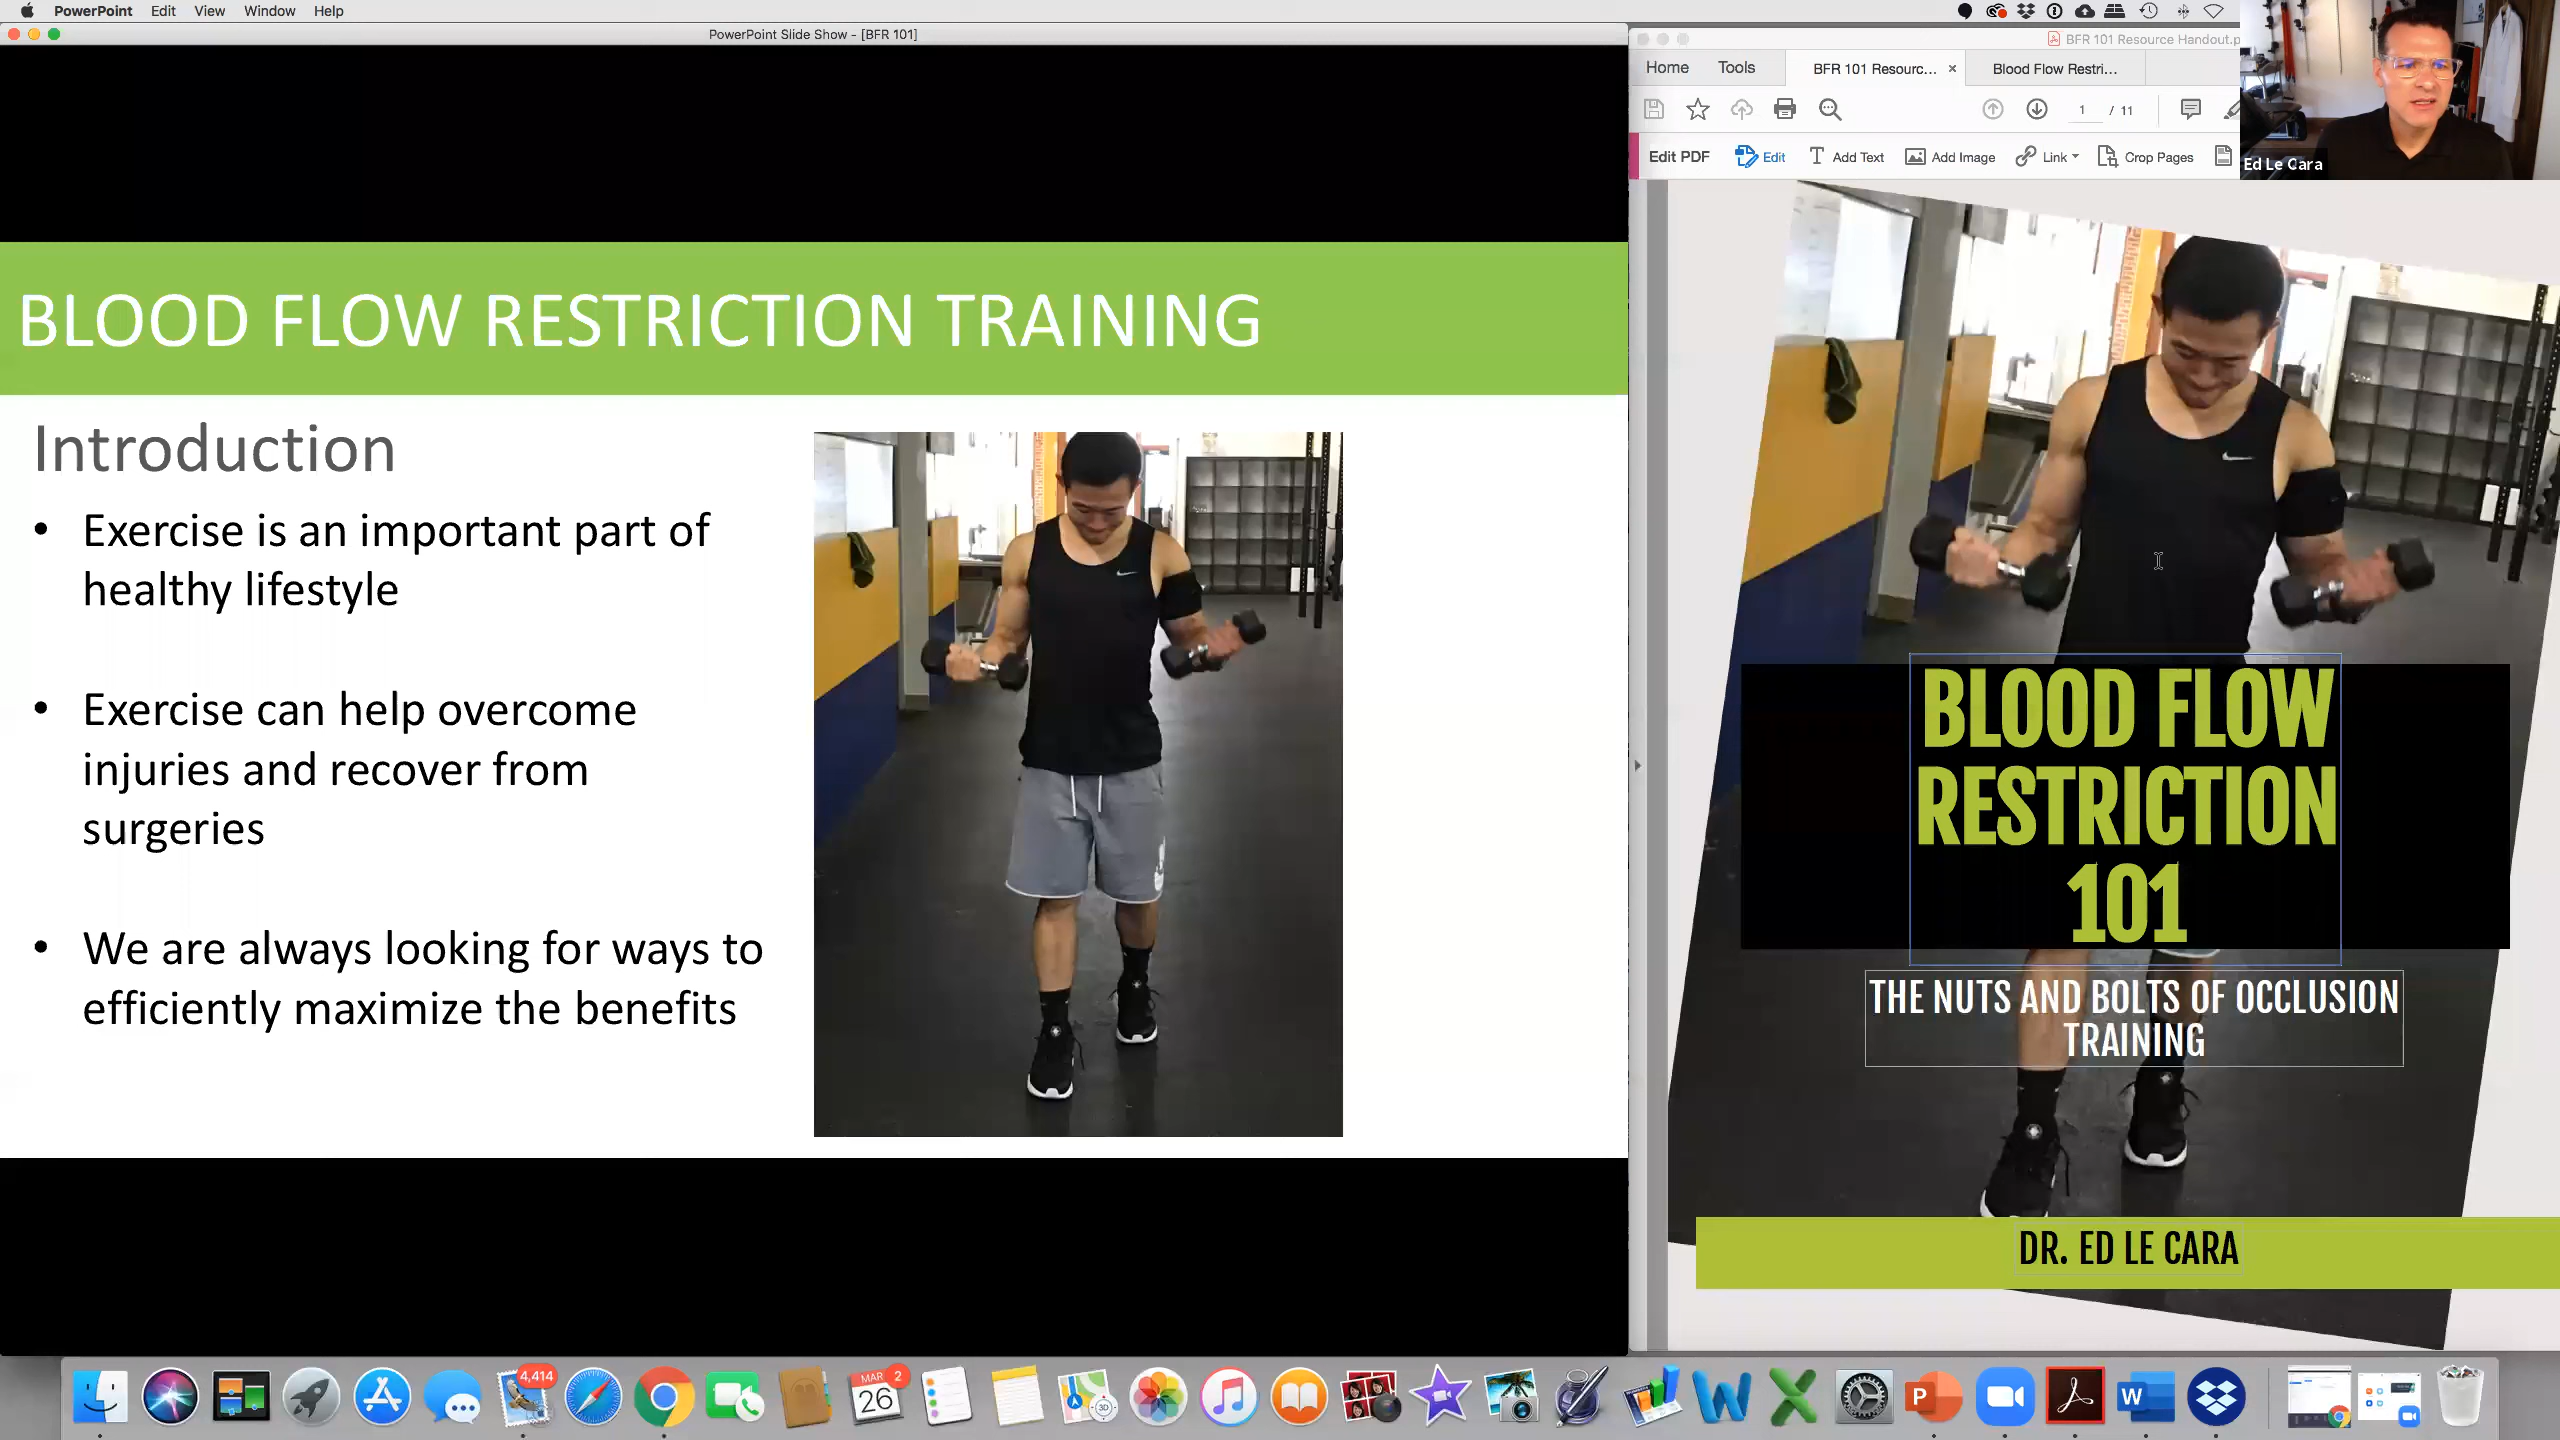 PowerPoint Edit View Window Help
PowerPoint Slide Show - [BFR 101]
BLOOD FLOW RESTRICTION TRAINING
Introduction
• Exercise is an important part of
healthy lifestyle
• Exercise can help overcome
injuries and recover from
surgeries
• We are always looking for ways to
efficiently maximize the benefits
BFR 101 Resource Handout.p
Home Tools BFR 101 Resourc... × Blood Flow Restri...
1 / 11
Edit PDF Edit Add Text Add Image Link Crop Pages
Ed Le Cara
BLOOD FLOW
RESTRICTION
101
THE NUTS AND BOLTS OF OCCLUSION
TRAINING
DR. ED LE CARA
4,414
MAR 2
26
3D
P
W